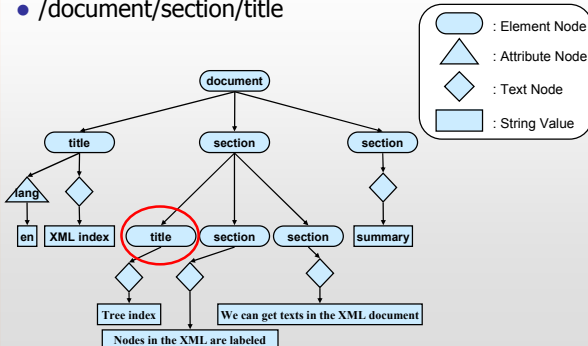 • /document/section/title
: Element Node
: Attribute Node
: Text Node
: String Value
document
title
section
section
lang
en
XML index
title
section
section
summary
Tree index
We can get texts in the XML document
Nodes in the XML are labeled